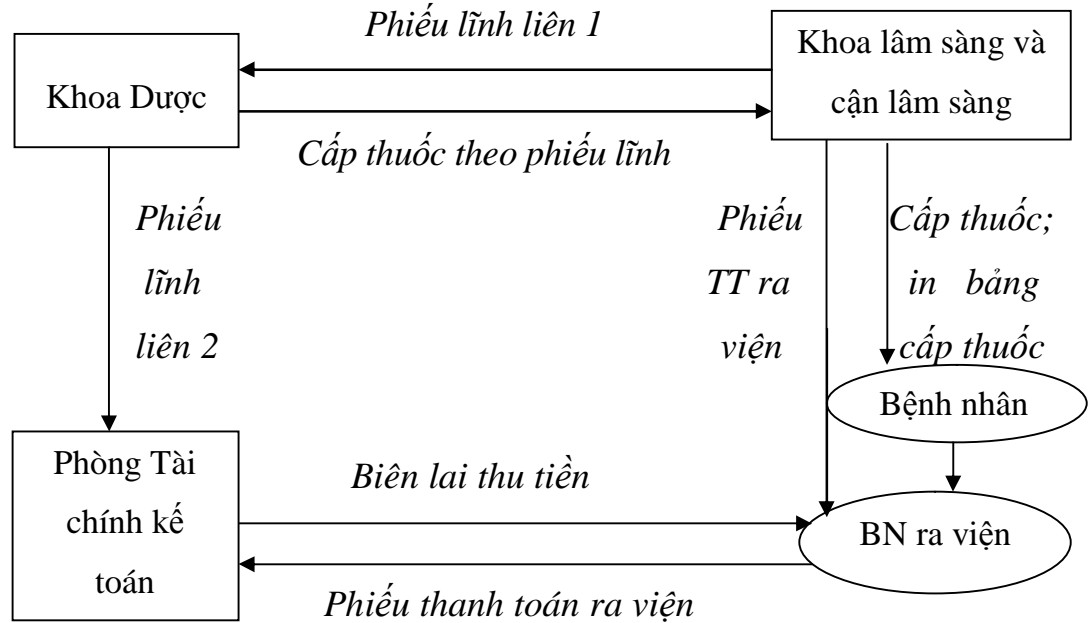 Phiếu lĩnh liên 1
Khoa lâm sàng và
cận lâm sàng
Khoa Dược
Cấp thuốc theo phiếu lĩnh
Phiếu
lĩnh
liên 2
Phiếu
TT ra
viện
Cấp thuốc;
in bảng
cấp thuốc
Bệnh nhân
Phòng Tài
chính kế
toán
Biên lai thu tiền
BN ra viện
Phiếu thanh toán ra viện